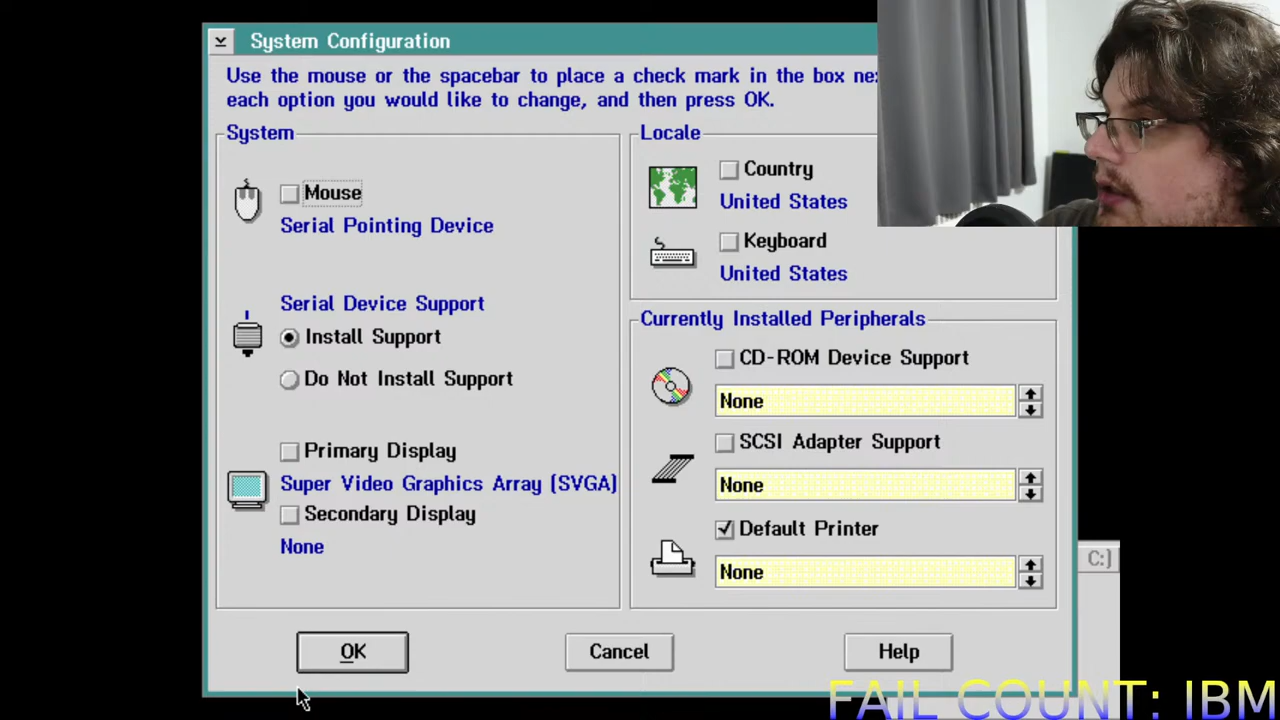 System Configuration
Use the mouse or the spacebar to place a check mark in the box
each option you would like to change, and then press OK.
System
Mouse
Serial Pointing Device
Serial Device Support
Install Support
Do Not Install Support
Primary Display
Super Video Graphics Array (SVGA)
Secondary Display
None
Locale
Country
United States
Keyboard
United States
Currently Installed Peripherals
CD-ROM Device Support
None
SCSI Adapter Support
None
Default Printer
None
C:]
OK
Cancel
Help
FAIL COUNT: IBM